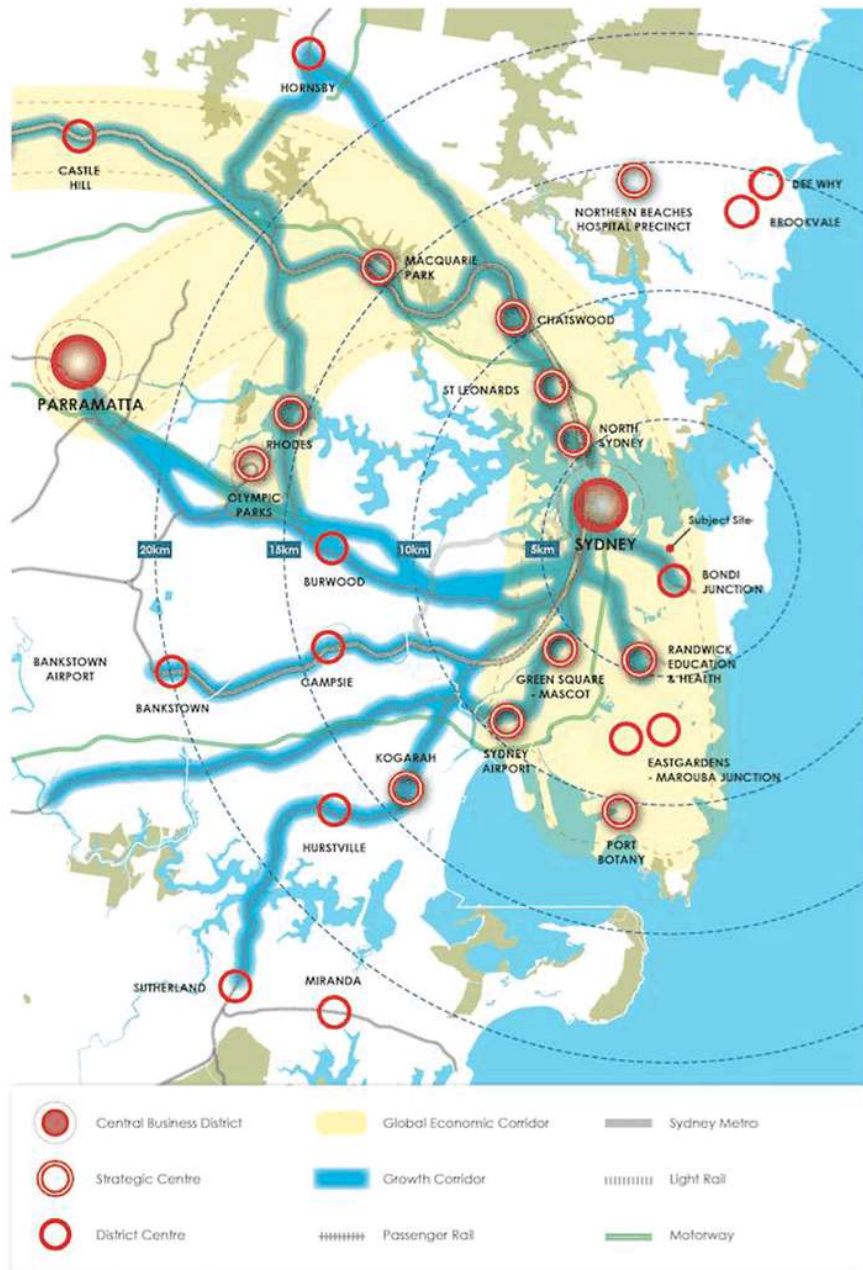 HORNSBY
CASTLE
HILL
DEE WHY
NORTHERN BEACHES
HOSPITAL PRECINCT
BROOKVALE
MACQUARIE
PARK
CHATSWOOD
ST LEONARDS
PARRAMATTA
NORTH
SYDNEY
RHODES
OLYMPIC
PARKS
SYDNEY
Subject Site
20km
15km
10km
5km
BURWOOD
BONDI
JUNCTION
BANKSTOWN
AIRPORT
CAMPSIE
RANDWICK
EDUCATION
& HEALTH
GREEN SQUARE
- MASCOT
BANKSTOWN
KOGARAH
SYDNEY
AIRPORT
EASTGARDENS
- MAROUBA JUNCTION
HURSTVILLE
PORT
BOTANY
SUTHERLAND
MIRANDA
Central Business District
Global Economic Corridor
Sydney Metro
Strategic Centre
Growth Corridor
Light Rail
District Centre
Passenger Rail
Motorway